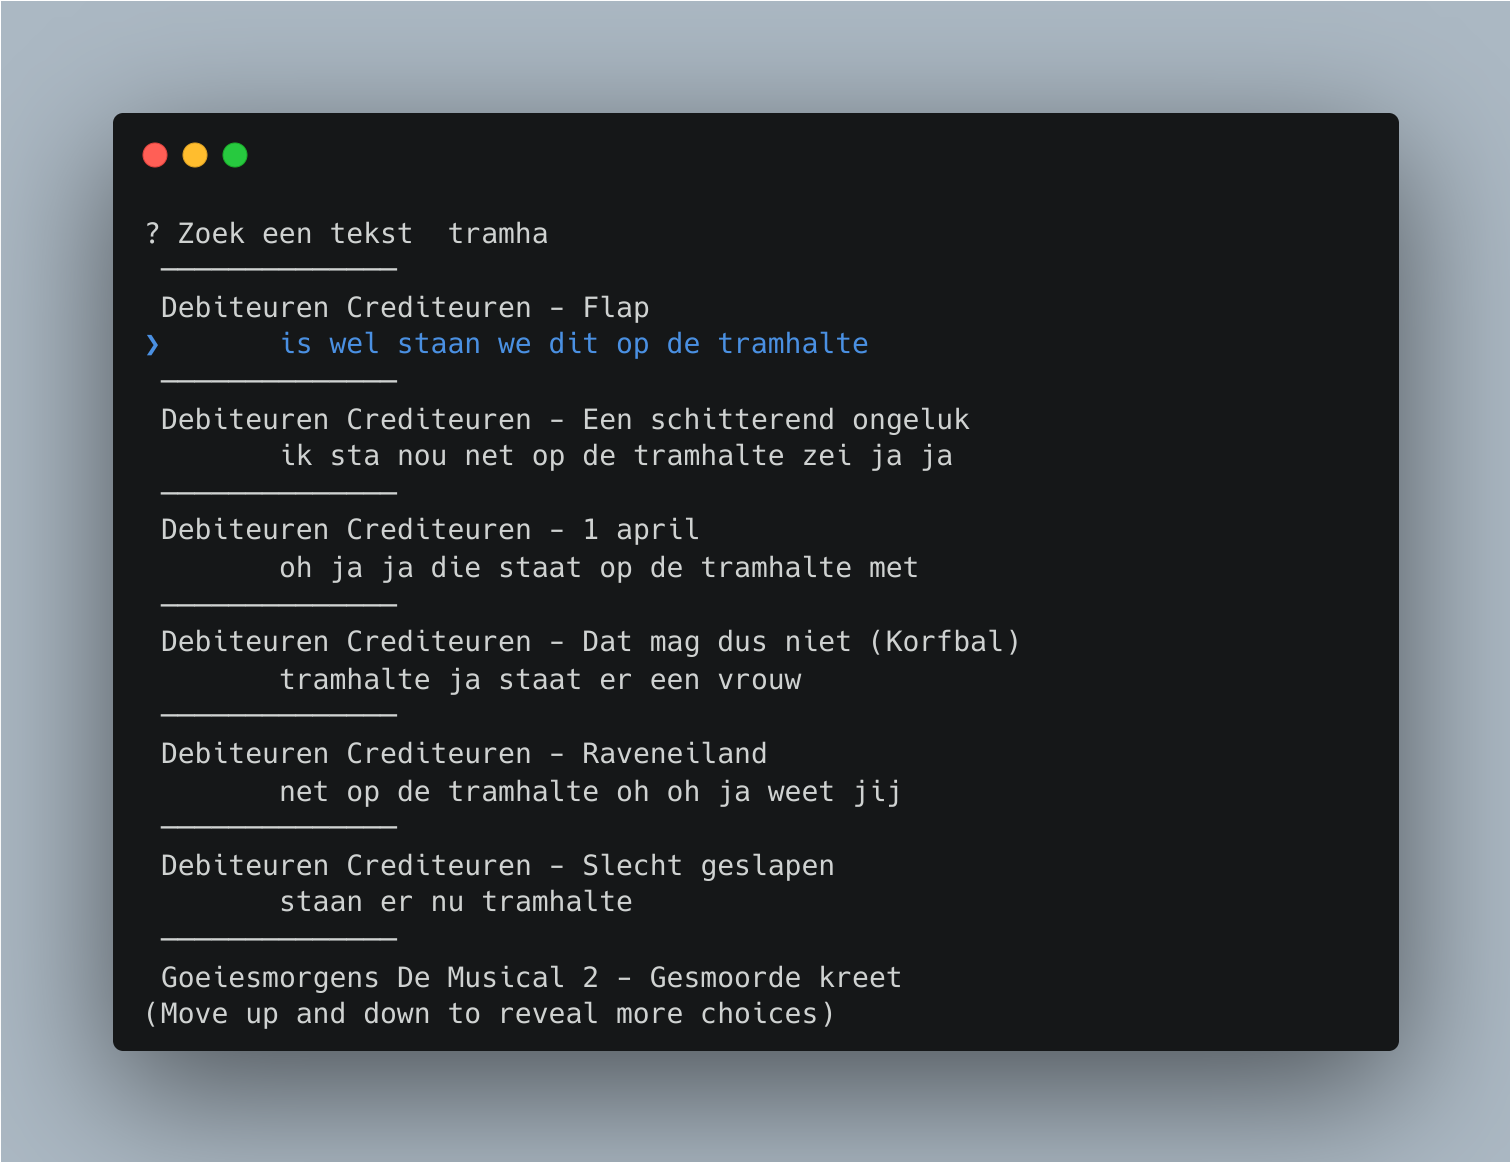 ? Zoek een tekst  tramha
──────────────
Debiteuren Crediteuren - Flap
❯       is wel staan we dit op de tramhalte
──────────────
Debiteuren Crediteuren - Een schitterend ongeluk
ik sta nou net op de tramhalte zei ja ja
──────────────
Debiteuren Crediteuren - 1 april
oh ja ja die staat op de tramhalte met
──────────────
Debiteuren Crediteuren - Dat mag dus niet (Korfbal)
tramhalte ja staat er een vrouw
──────────────
Debiteuren Crediteuren - Raveneiland
net op de tramhalte oh oh ja weet jij
──────────────
Debiteuren Crediteuren - Slecht geslapen
staan er nu tramhalte
──────────────
Goeiesmorgens De Musical 2 - Gesmoorde kreet
(Move up and down to reveal more choices)